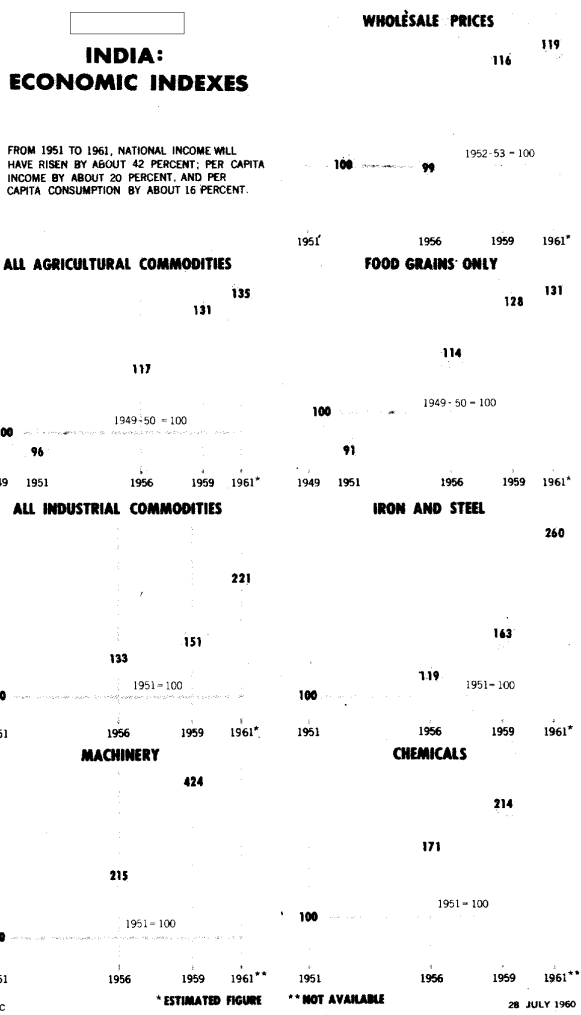 INDIA:
ECONOMIC INDEXES
FROM 1951 TO 1961, NATIONAL INCOME WILL
HAVE RISEN BY ABOUT 42 PERCENT; PER CAPITA
INCOME BY ABOUT 20 PERCENT, AND PER
CAPITA CONSUMPTION BY ABOUT 16 PERCENT.
WHOLESALE PRICES
119
116
1952-53 = 100
100
99
1951 1956 1959 1961*
ALL AGRICULTURAL COMMODITIES
135
131
117
1949-50 = 100
00
96
49 1951 1956 1959 1961*
FOOD GRAINS ONLY
131
128
114
1949-50 = 100
100
91
1949 1951 1956 1959 1961*
ALL INDUSTRIAL COMMODITIES
221
151
133
1951=100
0
51 1956 1959 1961*
IRON AND STEEL
260
163
119
1951=100
100
1951 1956 1959 1961*
MACHINERY
424
215
1951=100
0
51 1956 1959 1961**
CHEMICALS
214
171
1951=100
100
1951 1956 1959 1961**
*ESTIMATED FIGURE **NOT AVAILABLE
C
28 JULY 1960